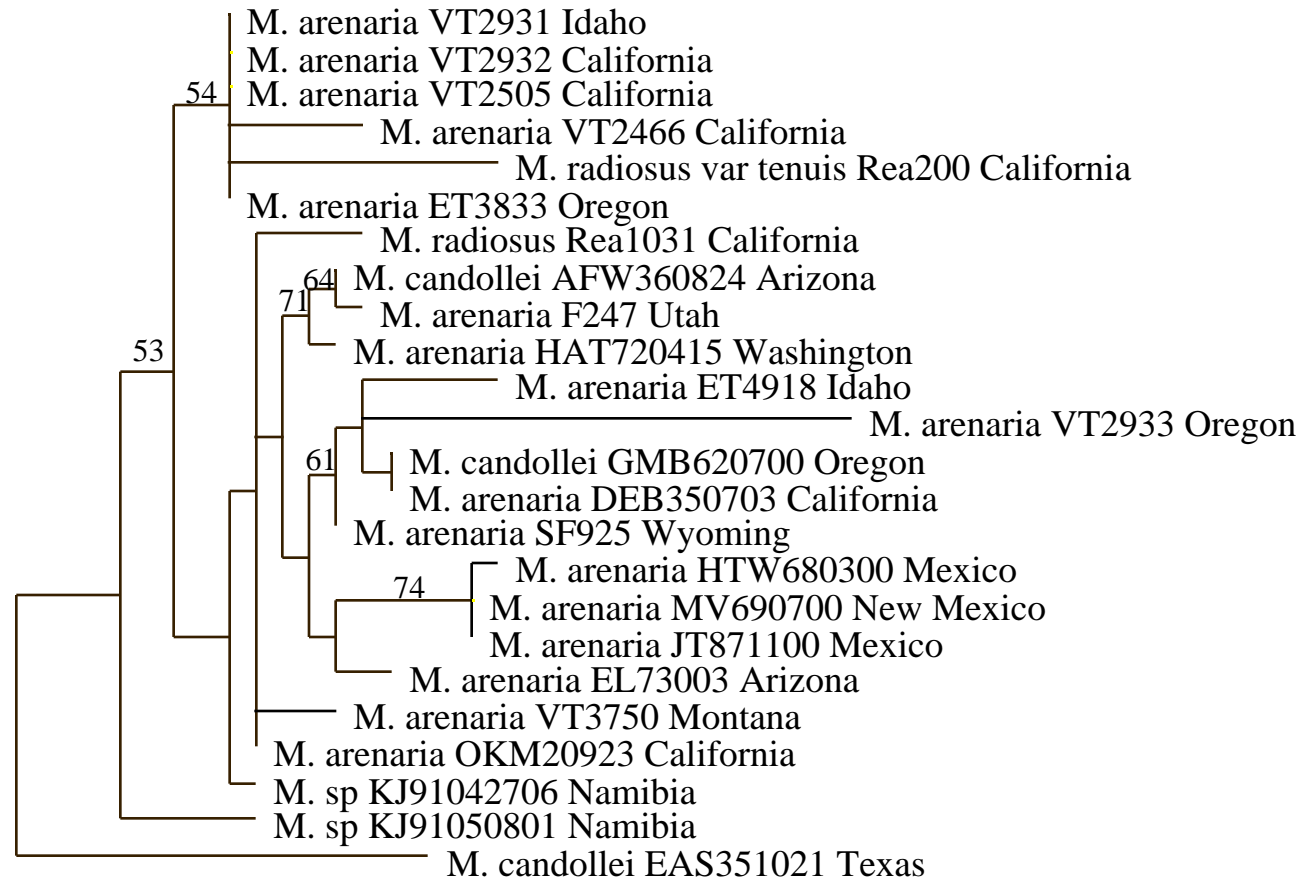 M. arenaria VT2931 Idaho
M. arenaria VT2932 California
54
M. arenaria VT2505 California
M. arenaria VT2466 California
M. radiosus var tenuis Rea200 California
M. arenaria ET3833 Oregon
M. radiosus Rea1031 California
64
M. candollei AFW360824 Arizona
71
M. arenaria F247 Utah
53
M. arenaria HAT720415 Washington
M. arenaria ET4918 Idaho
M. arenaria VT2933 Oregon
61
M. candollei GMB620700 Oregon
M. arenaria DEB350703 California
M. arenaria SF925 Wyoming
M. arenaria HTW680300 Mexico
74
M. arenaria MV690700 New Mexico
M. arenaria JT871100 Mexico
M. arenaria EL73003 Arizona
M. arenaria VT3750 Montana
M. arenaria OKM20923 California
M. sp KJ91042706 Namibia
M. sp KJ91050801 Namibia
M. candollei EAS351021 Texas